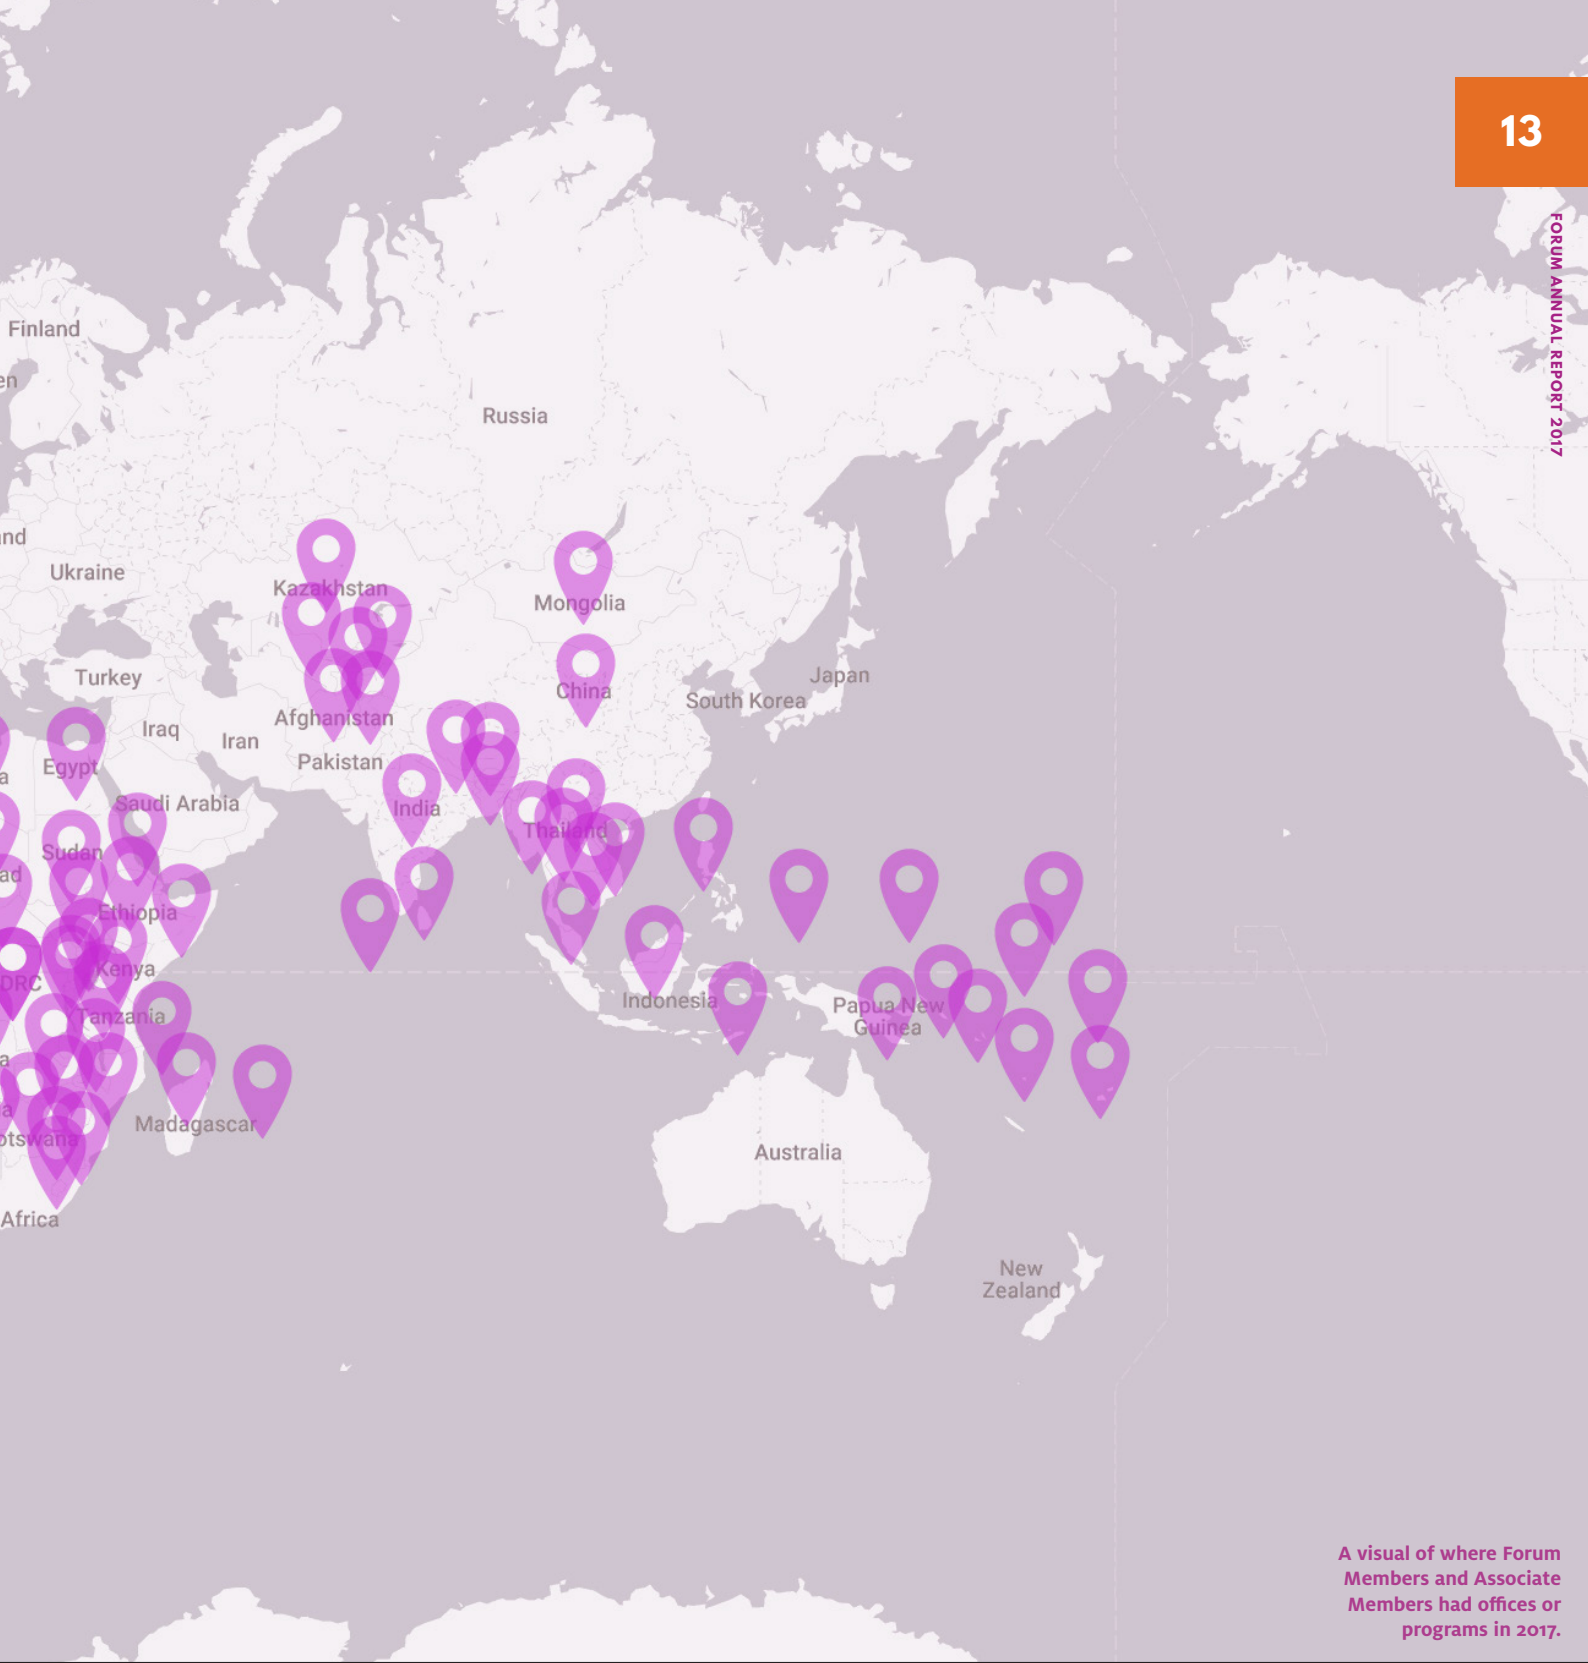 13
FORUM ANNUAL REPORT 2017
Finland
Russia
Ukraine
Kazakhstan
Mongolia
Turkey
Japan
China
South Korea
Afghanistan
Iraq
Iran
Pakistan
Egypt
Saudi Arabia
India
Thailand
Sudan
Ethiopia
Kenya
DRC
Indonesia
Papua New
Guinea
Tanzania
Madagascar
otswana
Australia
Africa
New
Zealand
A visual of where Forum
Members and Associate
Members had offices or
programs in 2017.